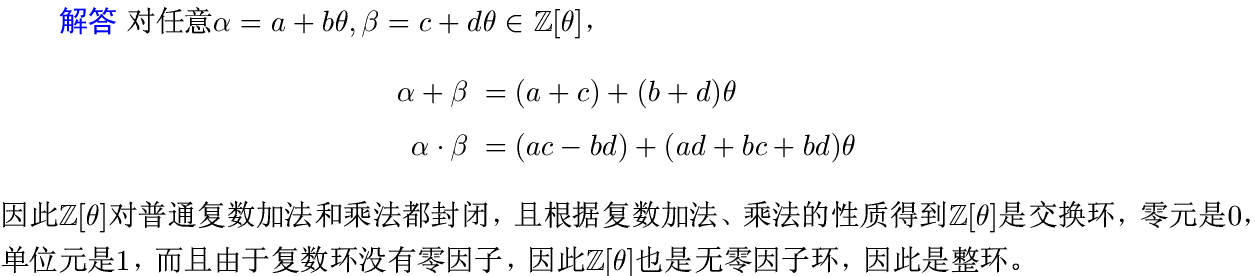 解答 对任意α = a + bθ, β = c + dθ ∈ ℤ[θ]，
α + β = (a + c) + (b + d)θ
α · β = (ac − bd) + (ad + bc + bd)θ
因此ℤ[θ]对普通复数加法和乘法都封闭，且根据复数加法、乘法的性质得到ℤ[θ]是交换环，零元是0，
单位元是1，而且由于复数环没有零因子，因此ℤ[θ]也是无零因子环，因此是整环。